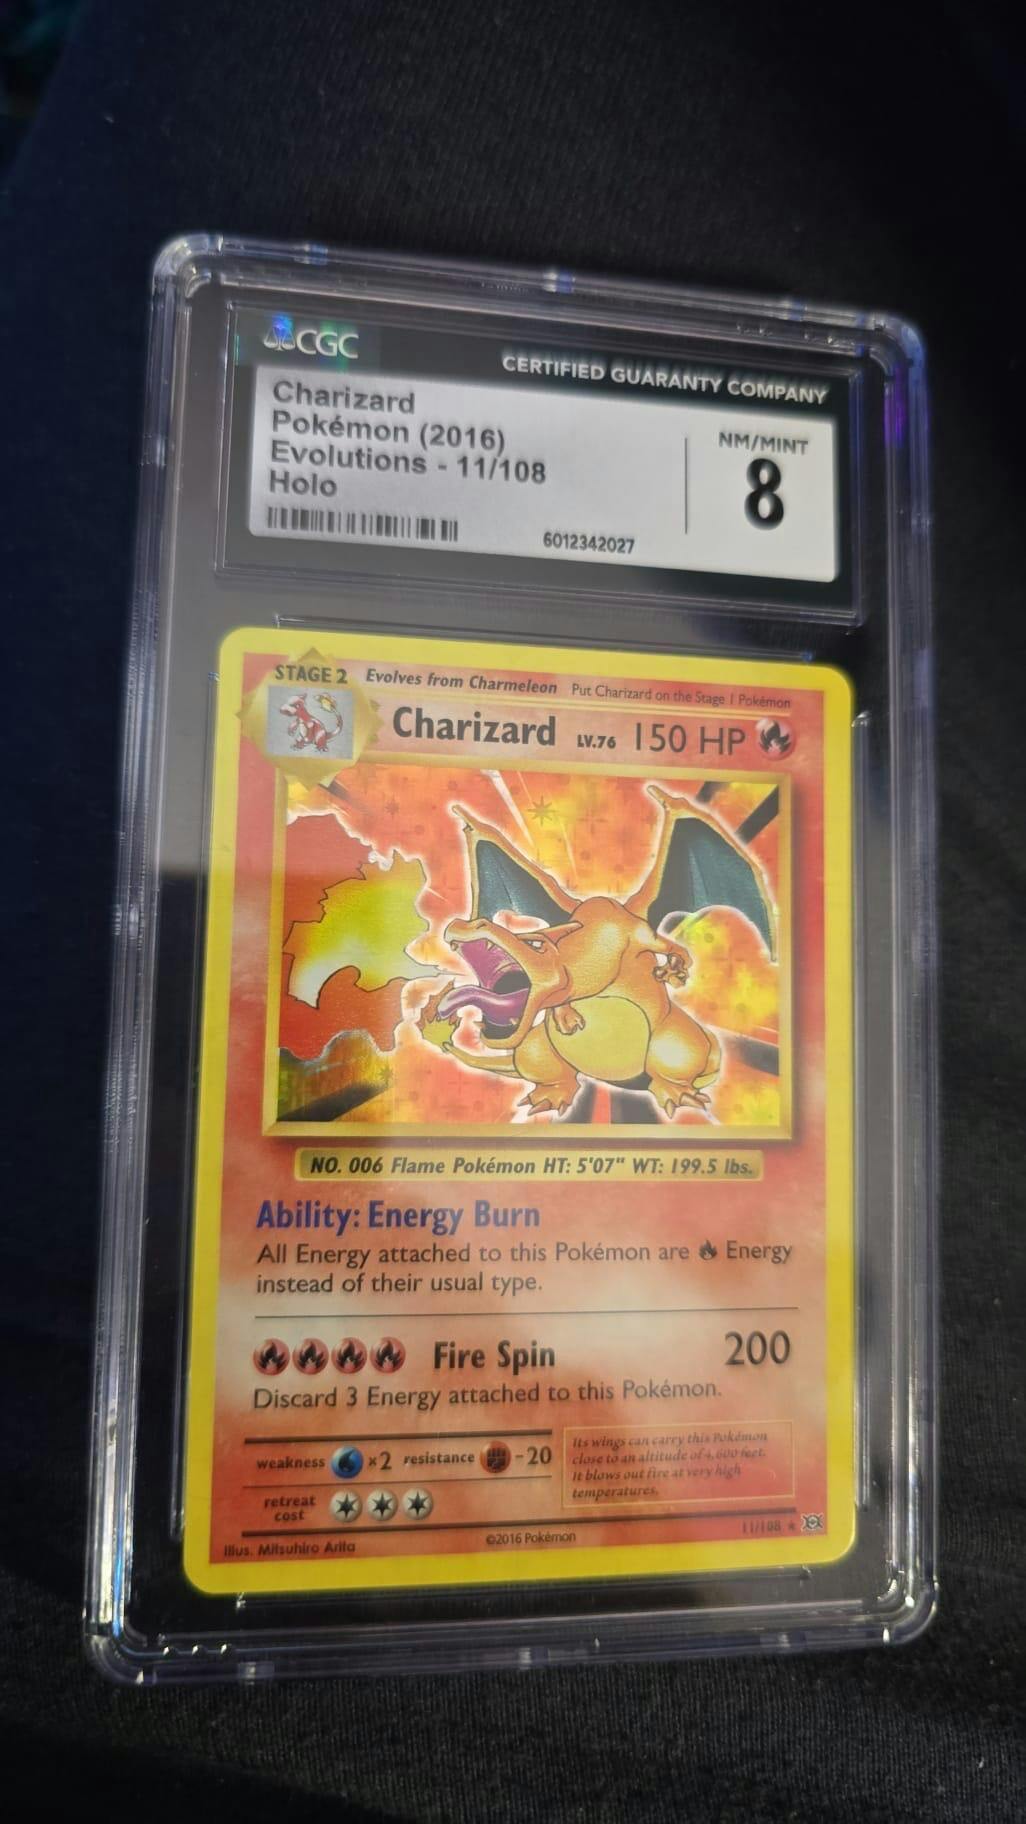 CGC
CERTIFIED GUARANTY COMPANY
Charizard
Pokémon (2016)
Evolutions - 11/108
Holo
NM/MINT
8
6012342027
STAGE 2 Evolves from Charmeleon Put Charizard on the Stage 1 Pokémon
Charizard LV.76 150 HP
NO. 006 Flame Pokémon HT: 5'07" WT: 199.5 lbs.
Ability: Energy Burn
All Energy attached to this Pokémon are Energy
instead of their usual type.
Fire Spin 200
Discard 3 Energy attached to this Pokémon.
weakness ×2 resistance -20
retreat
cost
Its wings can carry this Pokémon
close to an altitude of 4,600 feet.
It blows out fire at very high
temperatures.
Illus. Mitsuhiro Arita
©2016 Pokémon
11/108